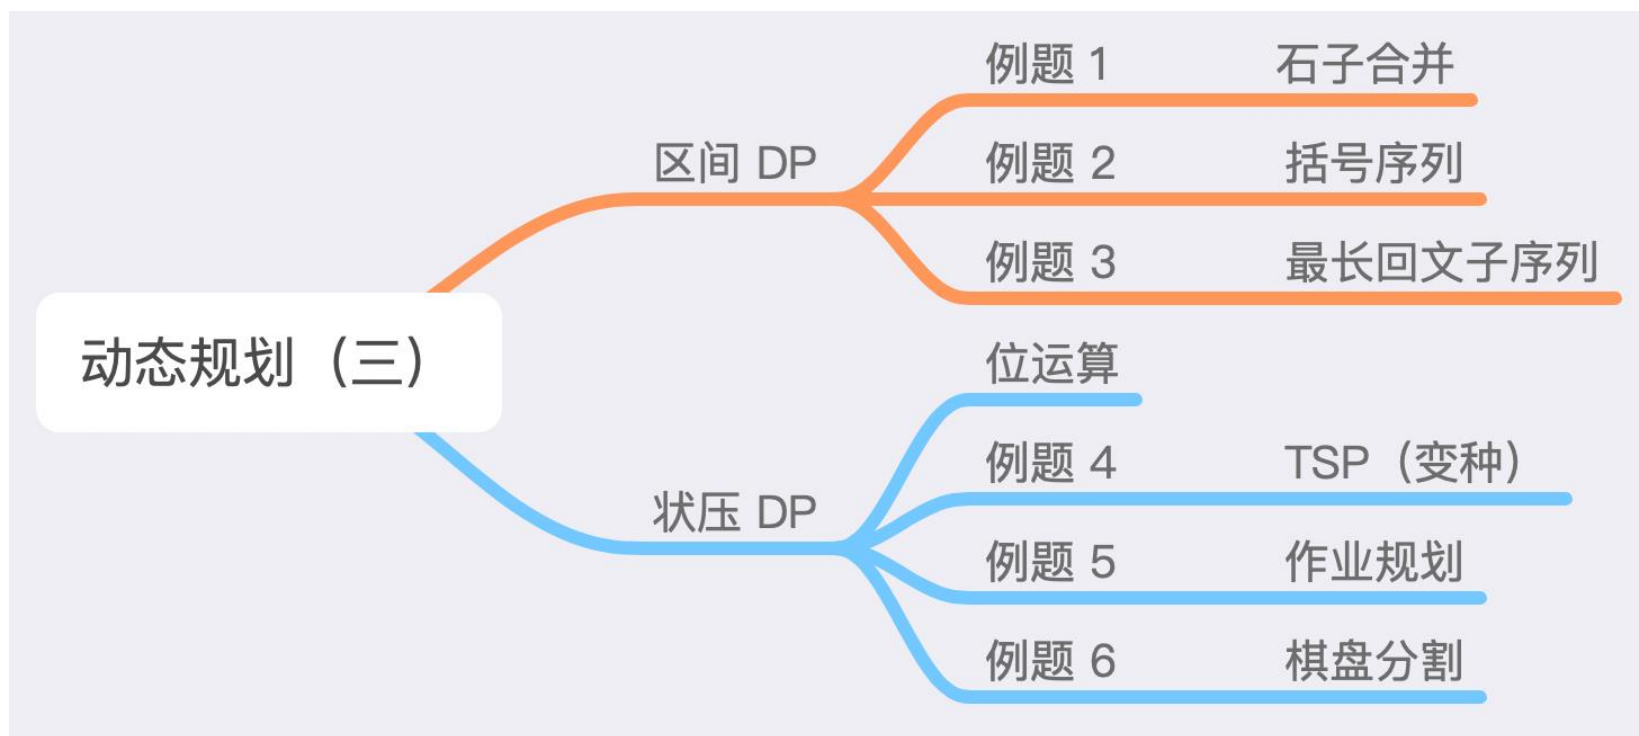 动态规划（三）
区间 DP
例题 1 石子合并
例题 2 括号序列
例题 3 最长回文子序列
状压 DP
位运算
例题 4 TSP（变种）
例题 5 作业规划
例题 6 棋盘分割